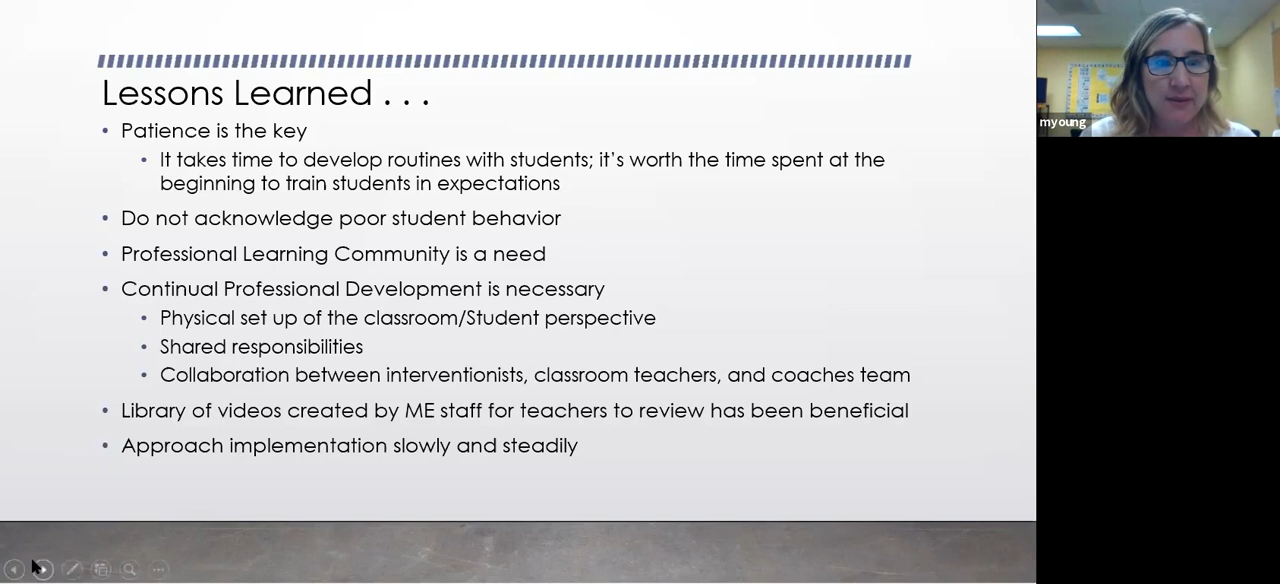 Lessons Learned . . .
• Patience is the key
• It takes time to develop routines with students; it's worth the time spent at the
beginning to train students in expectations
• Do not acknowledge poor student behavior
• Professional Learning Community is a need
• Continual Professional Development is necessary
• Physical set up of the classroom/Student perspective
• Shared responsibilities
• Collaboration between interventionists, classroom teachers, and coaches team
• Library of videos created by ME staff for teachers to review has been beneficial
• Approach implementation slowly and steadily
myoung